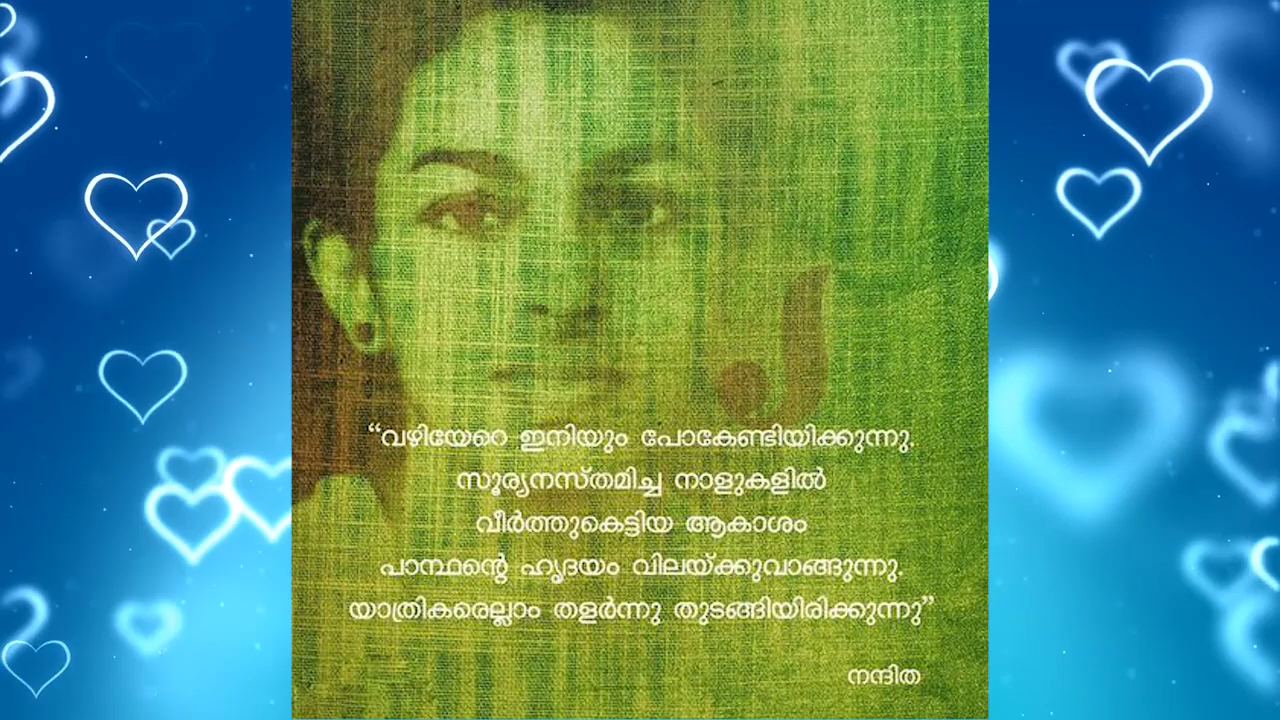 “വഴിയേറെ ഇനിയും പോകേണ്ടിയിക്കുന്നു.
സൂര്യനസ്തമിച്ച നാളുകളിൽ
വീർത്തുകെട്ടിയ ആകാശം
പാന്ഥന്റെ ഹൃദയം വിലയ്ക്കുവാങ്ങുന്നു.
യാത്രികരെല്ലാം തളർന്നു തുടങ്ങിയിരിക്കുന്നു”
നന്ദിത